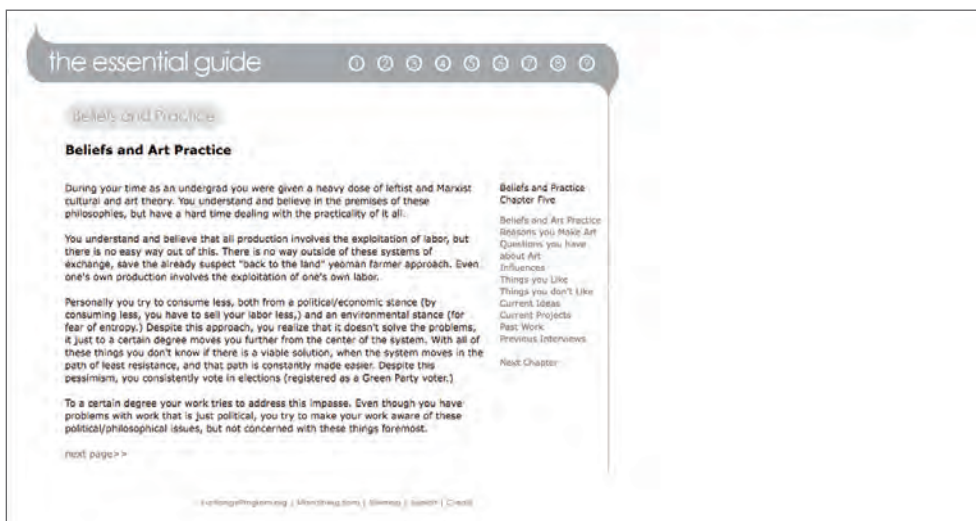 the essential guide
1 2 3 4 5 6 7 8 9
Beliefs and Practice
Beliefs and Art Practice
During your time as an undergrad you were given a heavy dose of leftist and Marxist
cultural and art theory. You understand and believe in the premises of these
philosophies, but have a hard time dealing with the practicality of it all.
You understand and believe that all production involves the exploitation of labor, but
there is no easy way out of this. There is no way outside of these systems of
exchange, save the already suspect "back to the land" yeoman farmer approach. Even
one's own production involves the exploitation of one's own labor.
Personally you try to consume less, both from a political/economic stance (by
consuming less, you have to sell your labor less,) and an environmental stance (for
fear of entropy.) Despite this approach, you realize that it doesn't solve the problems,
it just to a certain degree moves you further from the center of the system. With all of
these things you don't know if there is a viable solution, when the system moves in the
path of least resistance, and that path is constantly made easier. Despite this
pessimism, you consistently vote in elections (registered as a Green Party voter.)
To a certain degree your work tries to address this impasse. Even though you have
problems with work that is just political, you try to make your work aware of these
political/philosophical issues, but not concerned with these things foremost.
next page>>
Beliefs and Practice
Chapter Five
Beliefs and Art Practice
Reasons you Make Art
Questions you have
about Art
Influences
Things you Like
Things you don't Like
Current Ideas
Current Projects
Past Work
Previous Interviews
Next Chapter
| Sitemap | | Credit